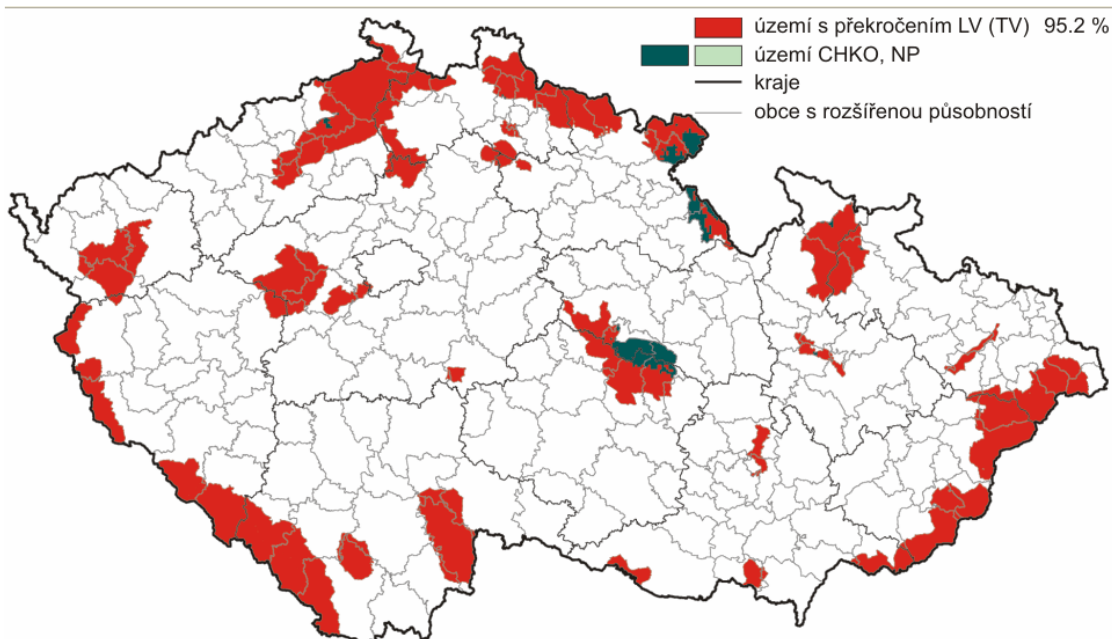 území s překročením LV (TV) 95.2 %
území CHKO, NP
kraje
obce s rozšířenou působností